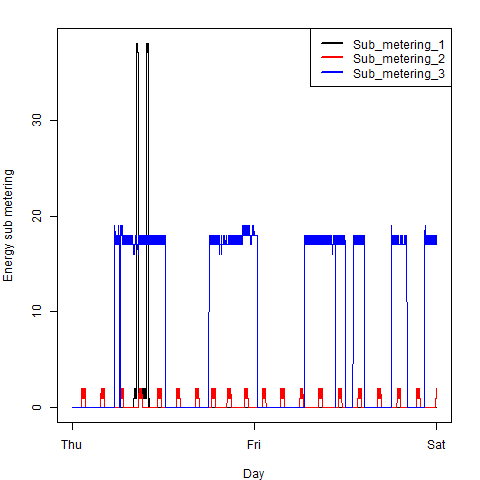 Sub_metering_1
Sub_metering_2
Sub_metering_3
Energy sub metering
30
20
10
0
Thu Fri Sat
Day